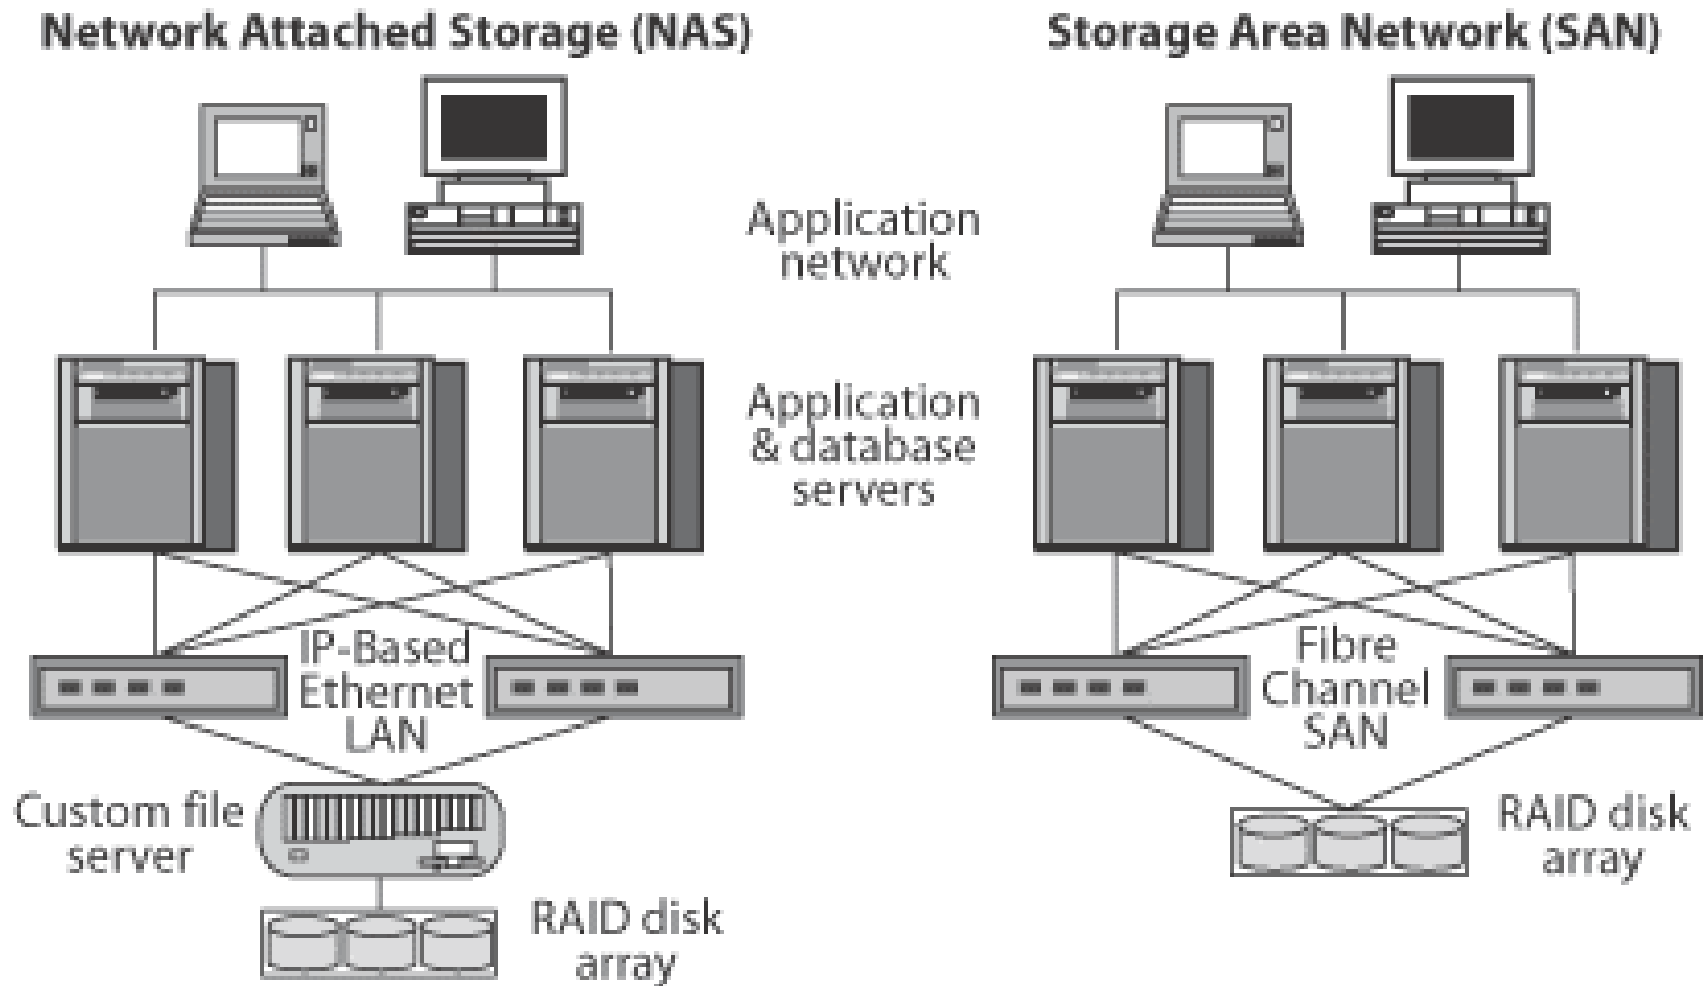 Network Attached Storage (NAS)
Storage Area Network (SAN)
Application
network
Application
& database
servers
IP-Based
Ethernet
LAN
Fibre
Channel
SAN
Custom file
server
RAID disk
array
RAID disk
array